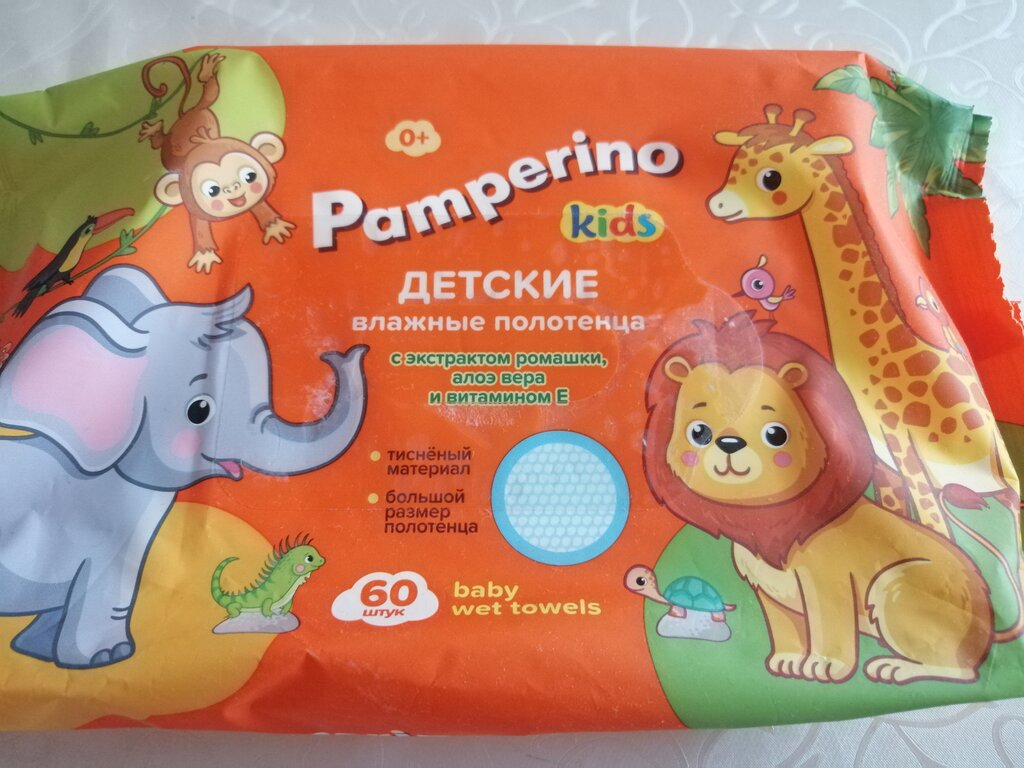 0+
Pamperino
kids
ДЕТСКИЕ
влажные полотенца
с экстрактом ромашки,
алоэ вера
и витамином Е
тиснёный
материал
большой
размер
полотенца
60
штук
baby
wet towels